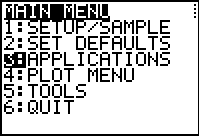 MAIN MENU
1:SETUP/SAMPLE
2:SET DEFAULTS
3:APPLICATIONS
4:PLOT MENU
5:TOOLS
6:QUIT